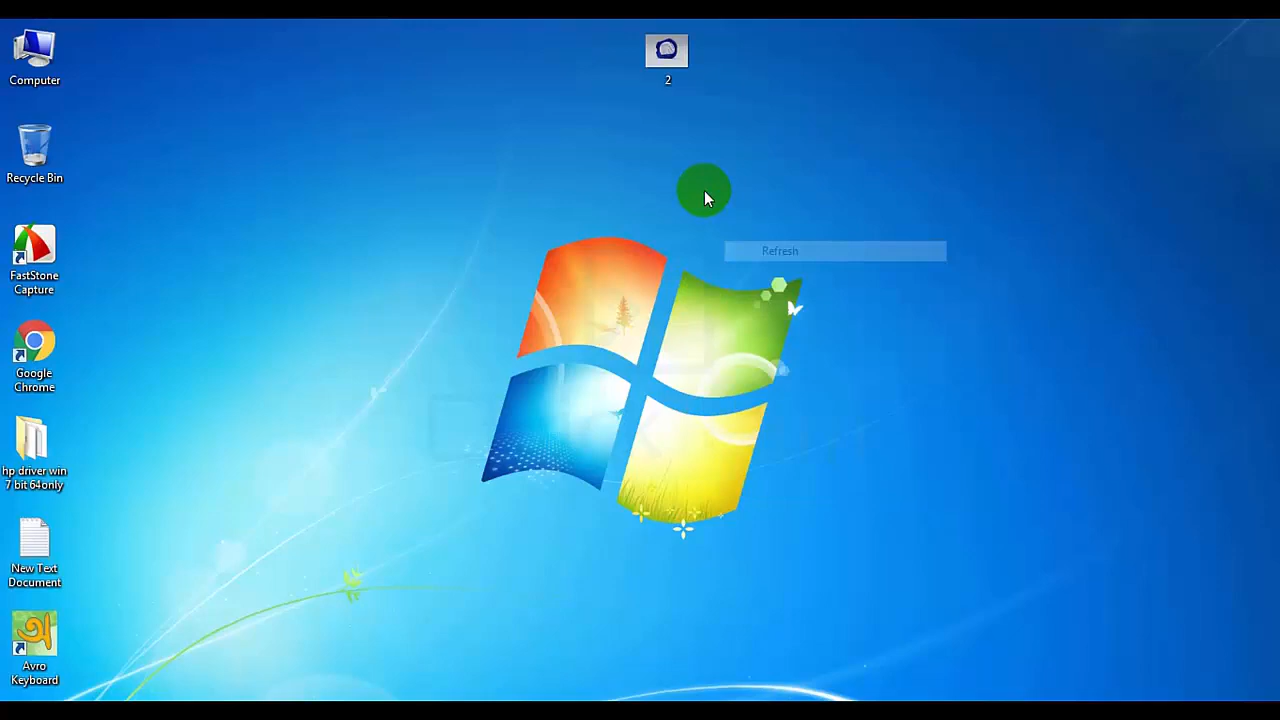 Computer
2
Recycle Bin
Refresh
FastStone
Capture
Google
Chrome
hp driver win
7 bit 64only
New Text
Document
অ
Avro
Keyboard